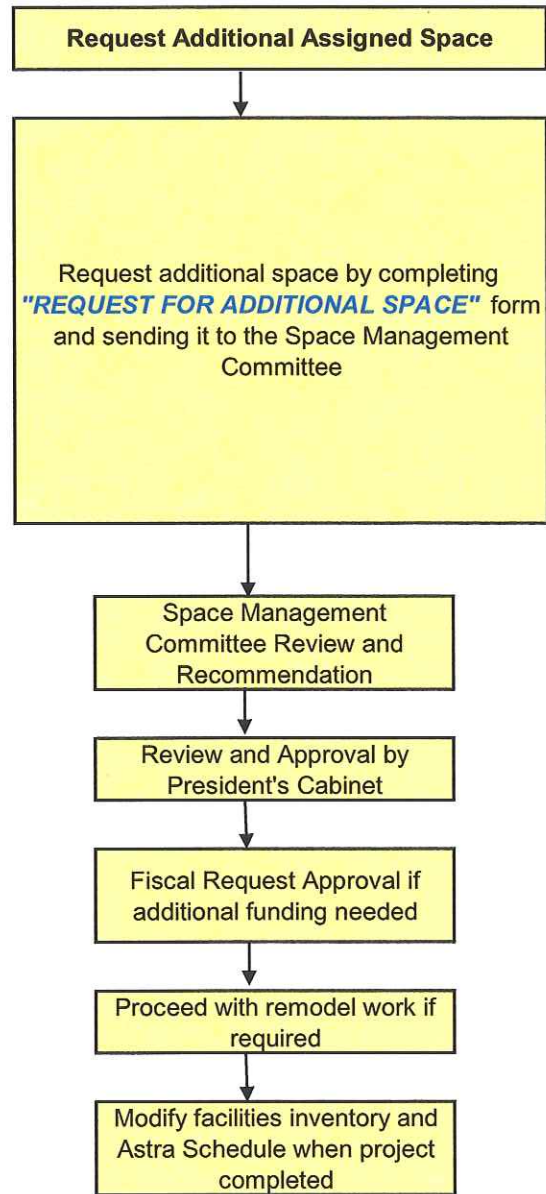 Request Additional Assigned Space
Request additional space by completing
"REQUEST FOR ADDITIONAL SPACE" form
and sending it to the Space Management
Committee
Space Management
Committee Review and
Recommendation
Review and Approval by
President's Cabinet
Fiscal Request Approval if
additional funding needed
Proceed with remodel work if
required
Modify facilities inventory and
Astra Schedule when project
completed